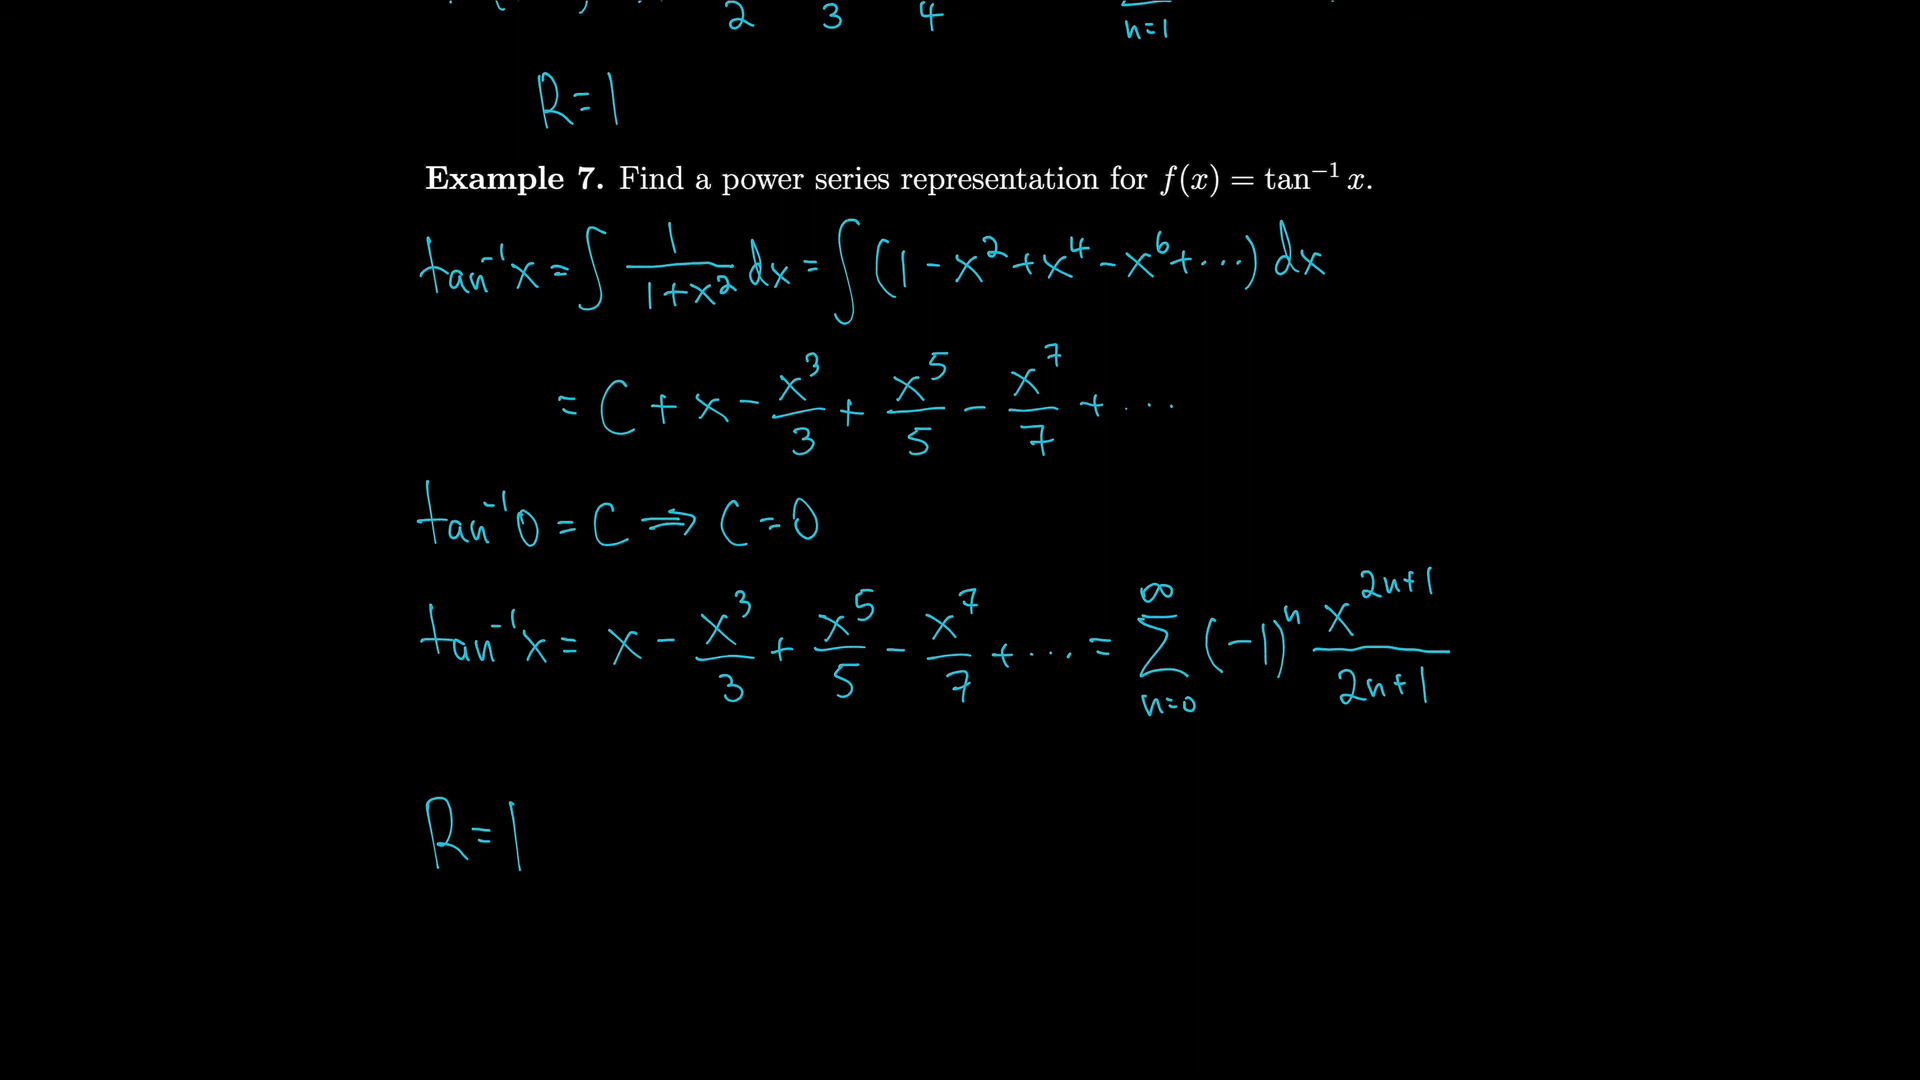 2 3 4 n=1
R=1
Example 7. Find a power series representation for f(x) = tan⁻¹ x.
tan⁻¹x = ∫ 1/(1+x²) dx = ∫ (1 - x² + x⁴ - x⁶ + ···) dx
= C + x - x³/3 + x⁵/5 - x⁷/7 + ···
tan⁻¹0 = C ⟹ C = 0
tan⁻¹x = x - x³/3 + x⁵/5 - x⁷/7 + ··· = ∑_{n=0}^{∞} (-1)ⁿ x²ⁿ⁺¹/(2n+1)
R=1